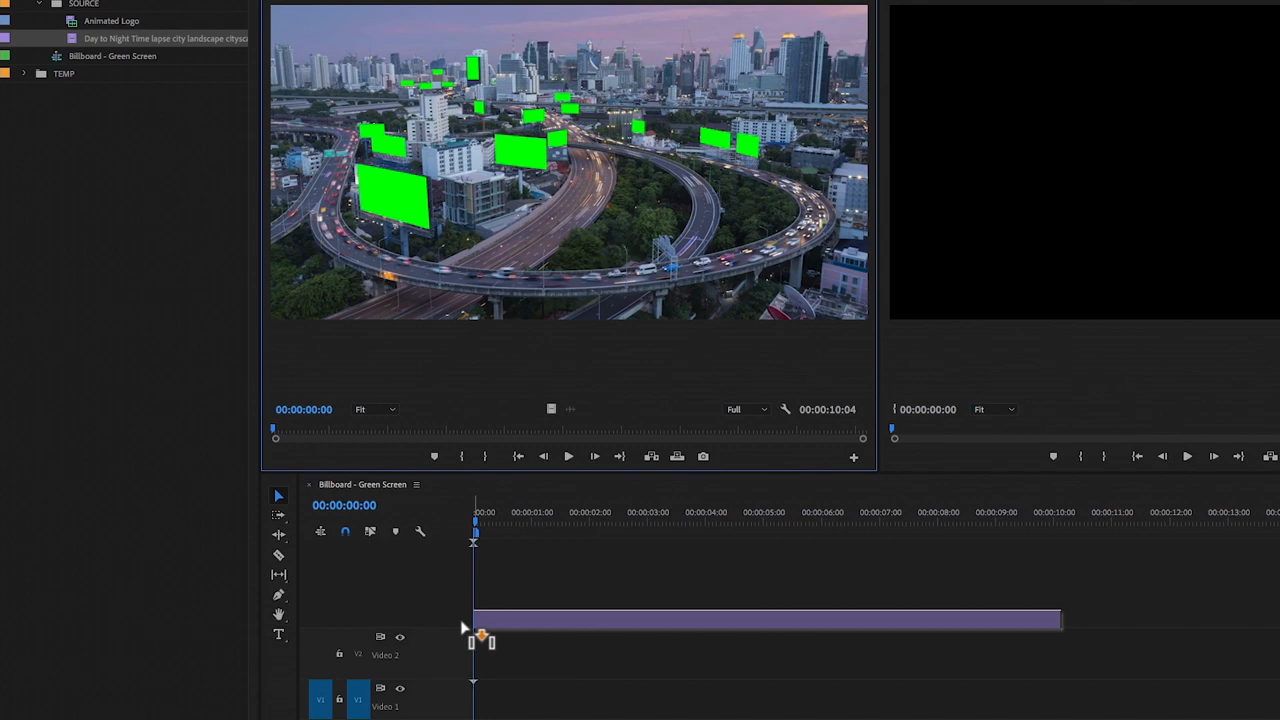 SOURCE
Animated Logo
Day to Night Time lapse city landscape citysca
Billboard - Green Screen
TEMP
00:00:00:00
Fit
Full
00:00:10:04
00:00:00:00
Fit
Billboard - Green Screen
00:00:00:00
:00:00
00:00:01:00
00:00:02:00
00:00:03:00
00:00:04:00
00:00:05:00
00:00:06:00
00:00:07:00
00:00:08:00
00:00:09:00
00:00:10:00
00:00:11:00
00:00:12:00
00:00:13:00
V2
Video 2
V1
V1
Video 1